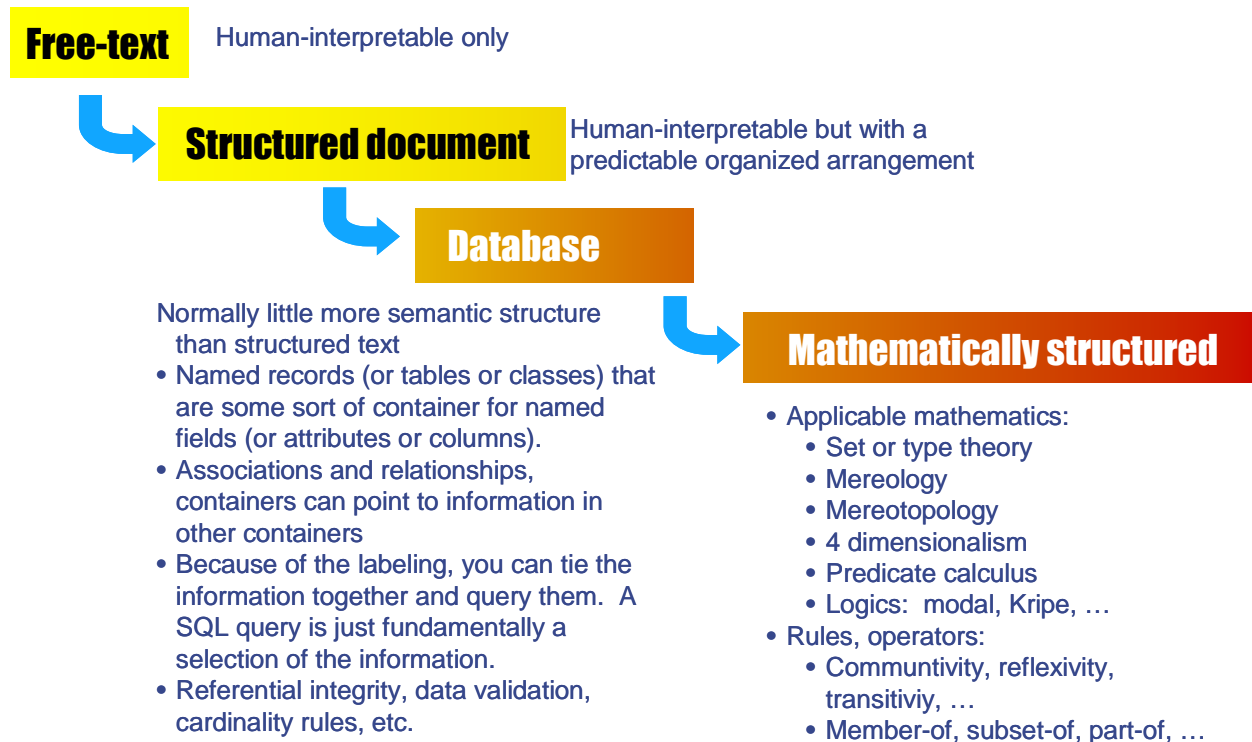 Free-text
Human-interpretable only
Structured document
Human-interpretable but with a
predictable organized arrangement
Database
Normally little more semantic structure
than structured text
• Named records (or tables or classes) that
are some sort of container for named
fields (or attributes or columns).
• Associations and relationships,
containers can point to information in
other containers
• Because of the labeling, you can tie the
information together and query them.  A
SQL query is just fundamentally a
selection of the information.
• Referential integrity, data validation,
cardinality rules, etc.
Mathematically structured
• Applicable mathematics:
• Set or type theory
• Mereology
• Mereotopology
• 4 dimensionalism
• Predicate calculus
• Logics:  modal, Kripe, …
• Rules, operators:
• Communtivity, reflexivity,
transitiviy, …
• Member-of, subset-of, part-of, …